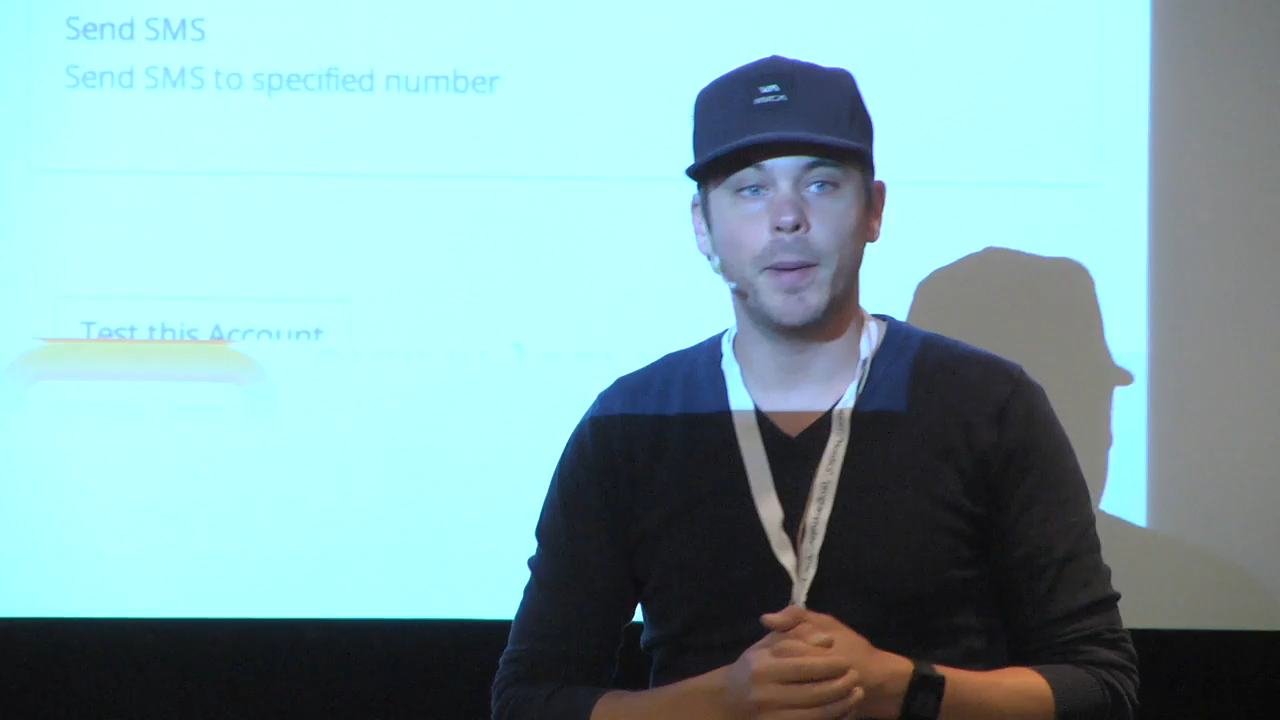 Send SMS
Send SMS to specified number
Test this Account